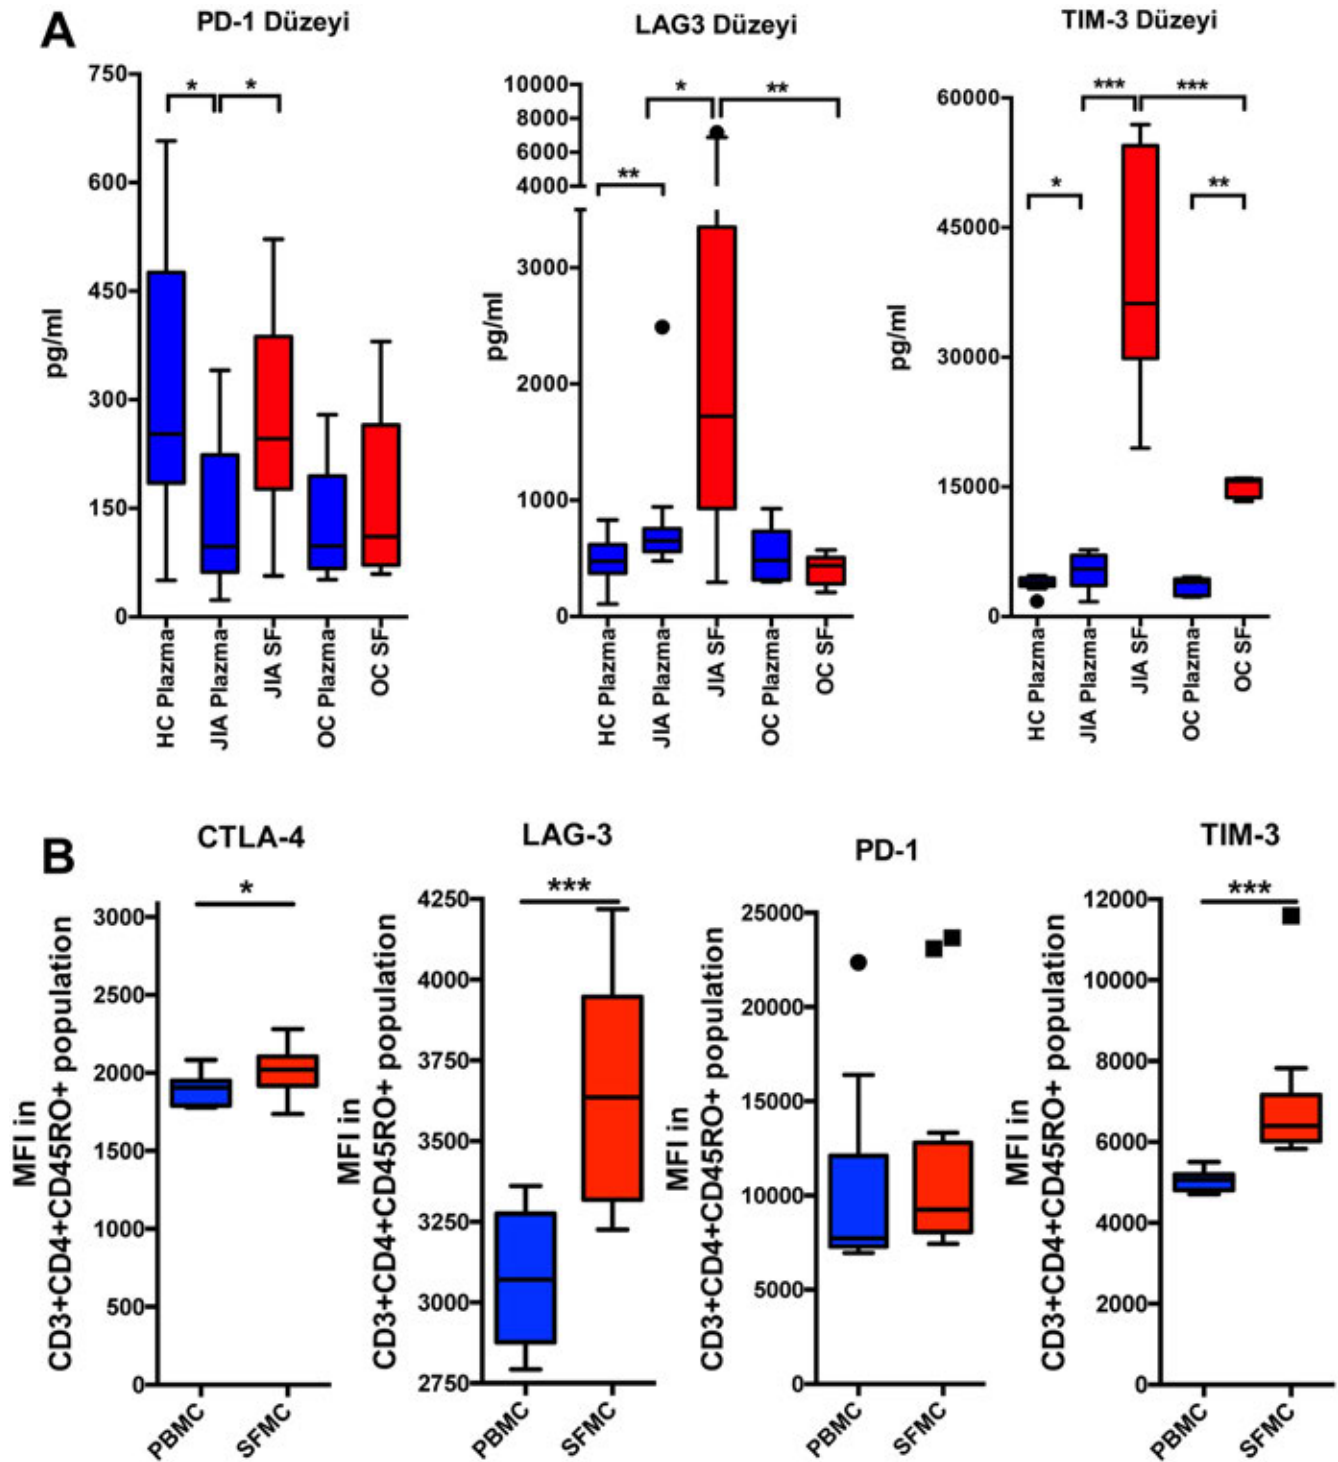 A
PD-1 Düzeyi
pg/ml
750
600
450
300
150
0
* *
HC Plazma
JIA Plazma
JIA SF
OC Plazma
OC SF
LAG3 Düzeyi
pg/ml
10000
8000
6000
4000
3000
2000
1000
0
* **
**
HC Plazma
JIA Plazma
JIA SF
OC Plazma
OC SF
TIM-3 Düzeyi
pg/ml
60000
45000
30000
15000
0
*** ***
* **
HC Plazma
JIA Plazma
JIA SF
OC Plazma
OC SF
B
CTLA-4
MFI in
CD3+CD4+CD45RO+ population
3000
2500
2000
1500
1000
500
0
*
PBMC
SFMC
LAG-3
MFI in
CD3+CD4+CD45RO+ population
4250
4000
3750
3500
3250
3000
2750
***
PBMC
SFMC
PD-1
MFI in
CD3+CD4+CD45RO+ population
25000
20000
15000
10000
5000
0
PBMC
SFMC
TIM-3
MFI in
CD3+CD4+CD45RO+ population
12000
10000
8000
6000
4000
2000
0
***
PBMC
SFMC